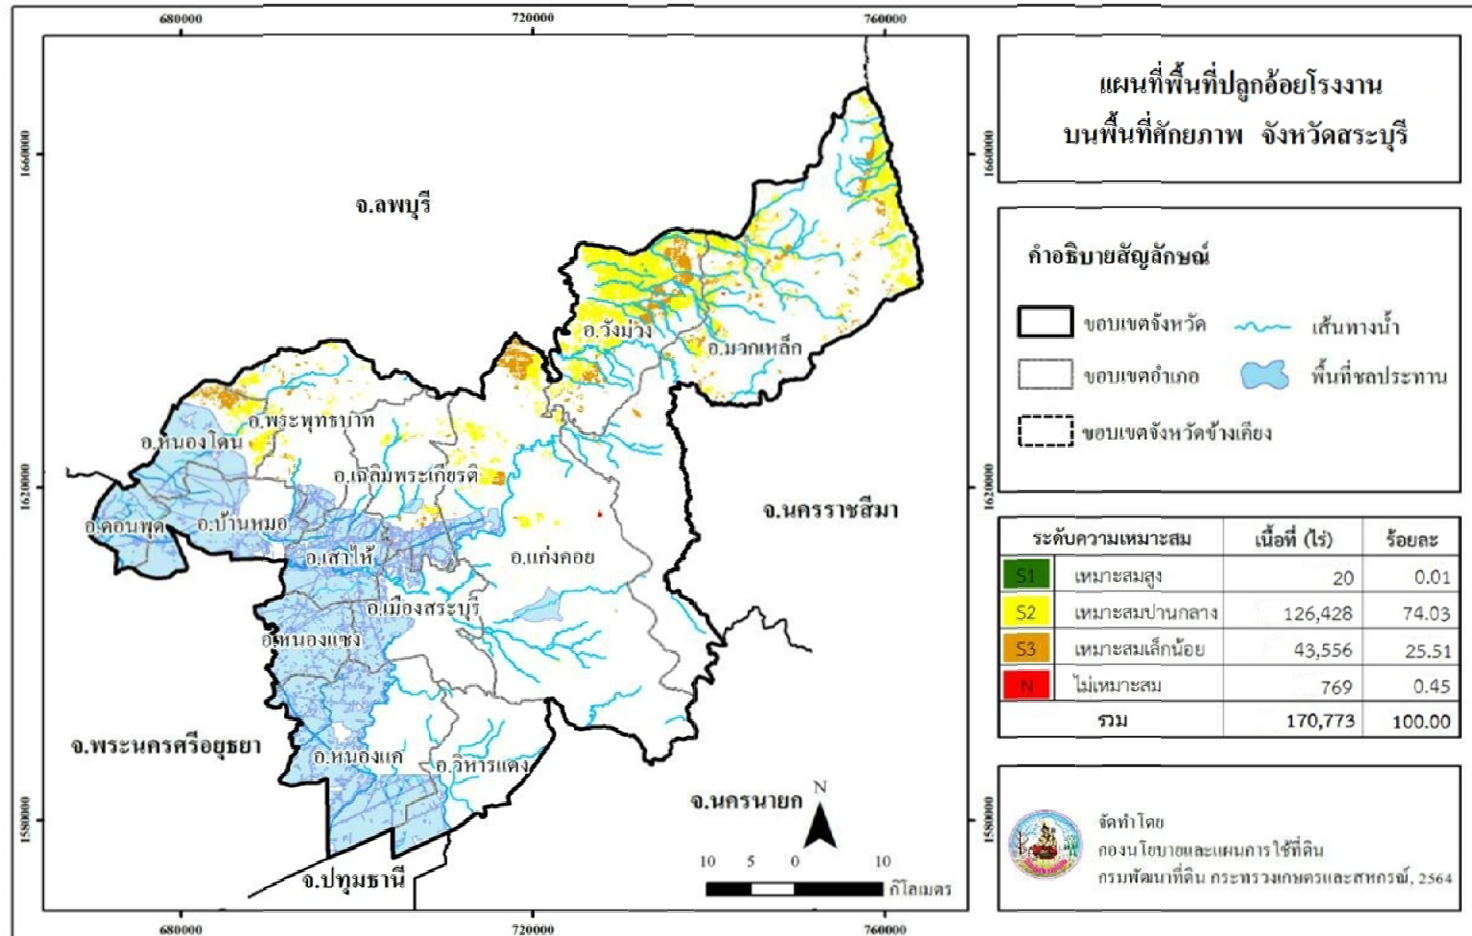 680000 720000 760000
1660000
1620000
1580000
1660000
1620000
1580000
แผนที่พื้นที่ปลูกอ้อยโรงงาน
บนพื้นที่ศักยภาพ จังหวัดสระบุรี
จ.ลพบุรี
อ.วังม่วง
อ.มวกเหล็ก
อ.พระพุทธบาท
อ.หนองโดน
อ.เฉลิมพระเกียรติ
จ.นครราชสีมา
อ.ดอนพุด
อ.บ้านหมอ
อ.เสาไห้
อ.แก่งคอย
อ.เมืองสระบุรี
อ.หนองแซง
จ.พระนครศรีอยุธยา
อ.หนองแค
อ.วิหารแดง
จ.นครนายก
จ.ปทุมธานี
N
10 5 0 10
กิโลเมตร
คำอธิบายสัญลักษณ์
ขอบเขตจังหวัด เส้นทางน้ำ
ขอบเขตอำเภอ พื้นที่ชลประทาน
ขอบเขตจังหวัดข้างเคียง
ระดับความเหมาะสม เนื้อที่ (ไร่) ร้อยละ
S1 เหมาะสมสูง 20 0.01
S2 เหมาะสมปานกลาง 126,428 74.03
S3 เหมาะสมเล็กน้อย 43,556 25.51
N ไม่เหมาะสม 769 0.45
รวม 170,773 100.00
จัดทำโดย
กองนโยบายและแผนการใช้ที่ดิน
กรมพัฒนาที่ดิน กระทรวงเกษตรและสหกรณ์, 2564
680000 720000 760000